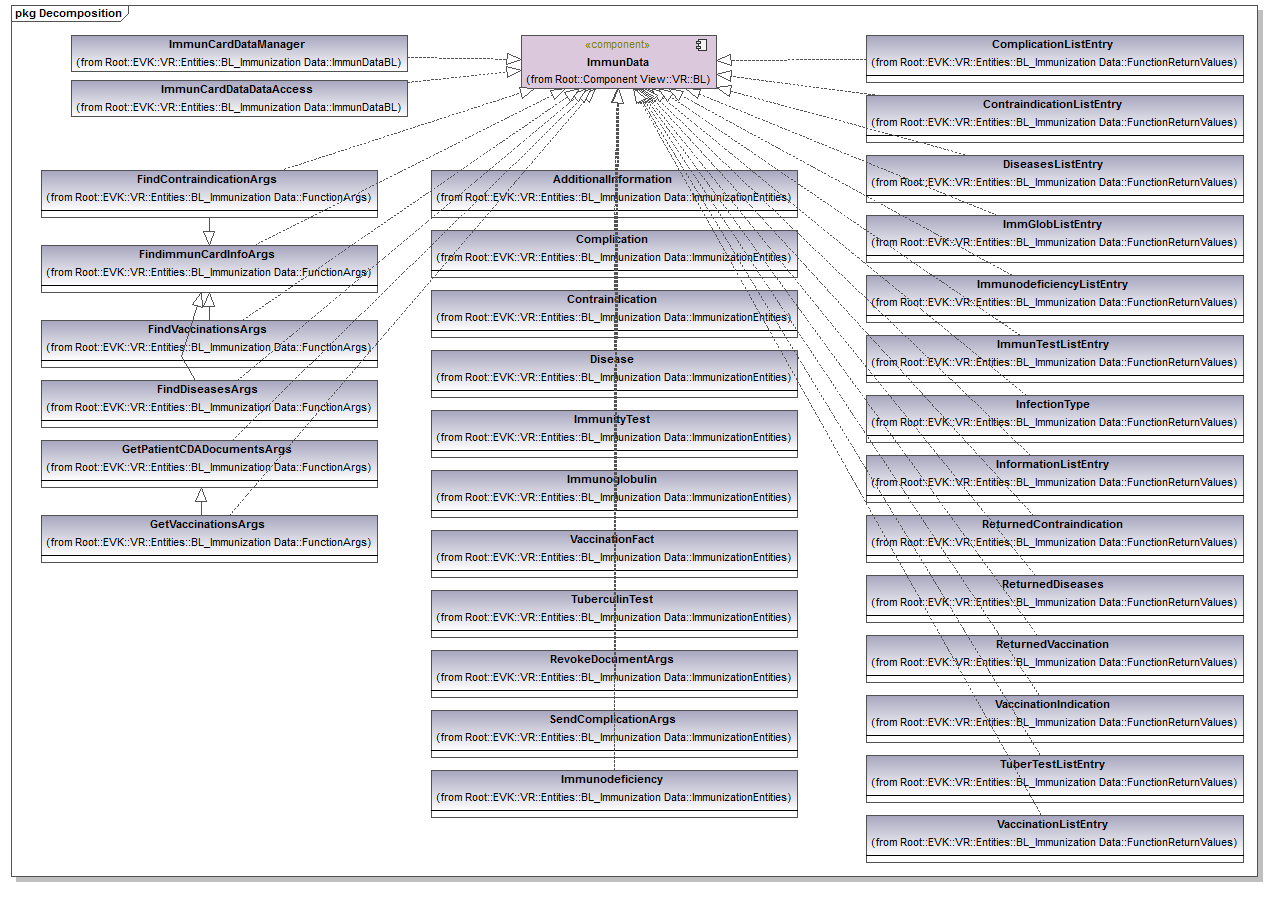 pkg Decomposition
ImmunCardDataManager
(from Root::EVK::VR::Entities::BL_Immunization Data::ImmunDataBL)
ImmunCardDataDataAccess
(from Root::EVK::VR::Entities::BL_Immunization Data::ImmunDataBL)
«component»
ImmunData
(from Root::Component View::VR::BL)
FindContraindicationArgs
(from Root::EVK::VR::Entities::BL_Immunization Data::FunctionArgs)
FindimmunCardInfoArgs
(from Root::EVK::VR::Entities::BL_Immunization Data::FunctionArgs)
FindVaccinationsArgs
(from Root::EVK::VR::Entities::BL_Immunization Data::FunctionArgs)
FindDiseasesArgs
(from Root::EVK::VR::Entities::BL_Immunization Data::FunctionArgs)
GetPatientCDADocumentsArgs
(from Root::EVK::VR::Entities::BL_Immunization Data::FunctionArgs)
GetVaccinationsArgs
(from Root::EVK::VR::Entities::BL_Immunization Data::FunctionArgs)
AdditionalInformation
(from Root::EVK::VR::Entities::BL_Immunization Data::ImmunizationEntities)
Complication
(from Root::EVK::VR::Entities::BL_Immunization Data::ImmunizationEntities)
Contraindication
(from Root::EVK::VR::Entities::BL_Immunization Data::ImmunizationEntities)
Disease
(from Root::EVK::VR::Entities::BL_Immunization Data::ImmunizationEntities)
ImmunityTest
(from Root::EVK::VR::Entities::BL_Immunization Data::ImmunizationEntities)
Immunoglobulin
(from Root::EVK::VR::Entities::BL_Immunization Data::ImmunizationEntities)
VaccinationFact
(from Root::EVK::VR::Entities::BL_Immunization Data::ImmunizationEntities)
TuberculinTest
(from Root::EVK::VR::Entities::BL_Immunization Data::ImmunizationEntities)
RevokeDocumentArgs
(from Root::EVK::VR::Entities::BL_Immunization Data::ImmunizationEntities)
SendComplicationArgs
(from Root::EVK::VR::Entities::BL_Immunization Data::ImmunizationEntities)
Immunodeficiency
(from Root::EVK::VR::Entities::BL_Immunization Data::ImmunizationEntities)
ComplicationListEntry
(from Root::EVK::VR::Entities::BL_Immunization Data::FunctionReturnValues)
ContraindicationListEntry
(from Root::EVK::VR::Entities::BL_Immunization Data::FunctionReturnValues)
DiseasesListEntry
(from Root::EVK::VR::Entities::BL_Immunization Data::FunctionReturnValues)
ImmGlobListEntry
(from Root::EVK::VR::Entities::BL_Immunization Data::FunctionReturnValues)
ImmunodeficiencyListEntry
(from Root::EVK::VR::Entities::BL_Immunization Data::FunctionReturnValues)
ImmunTestListEntry
(from Root::EVK::VR::Entities::BL_Immunization Data::FunctionReturnValues)
InfectionType
(from Root::EVK::VR::Entities::BL_Immunization Data::FunctionReturnValues)
InformationListEntry
(from Root::EVK::VR::Entities::BL_Immunization Data::FunctionReturnValues)
ReturnedContraindication
(from Root::EVK::VR::Entities::BL_Immunization Data::FunctionReturnValues)
ReturnedDiseases
(from Root::EVK::VR::Entities::BL_Immunization Data::FunctionReturnValues)
ReturnedVaccination
(from Root::EVK::VR::Entities::BL_Immunization Data::FunctionReturnValues)
VaccinationIndication
(from Root::EVK::VR::Entities::BL_Immunization Data::FunctionReturnValues)
TuberTestListEntry
(from Root::EVK::VR::Entities::BL_Immunization Data::FunctionReturnValues)
VaccinationListEntry
(from Root::EVK::VR::Entities::BL_Immunization Data::FunctionReturnValues)